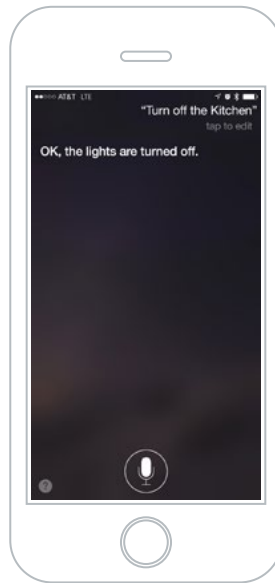 AT&T LTE
"Turn off the Kitchen"
tap to edit
OK, the lights are turned off.
?